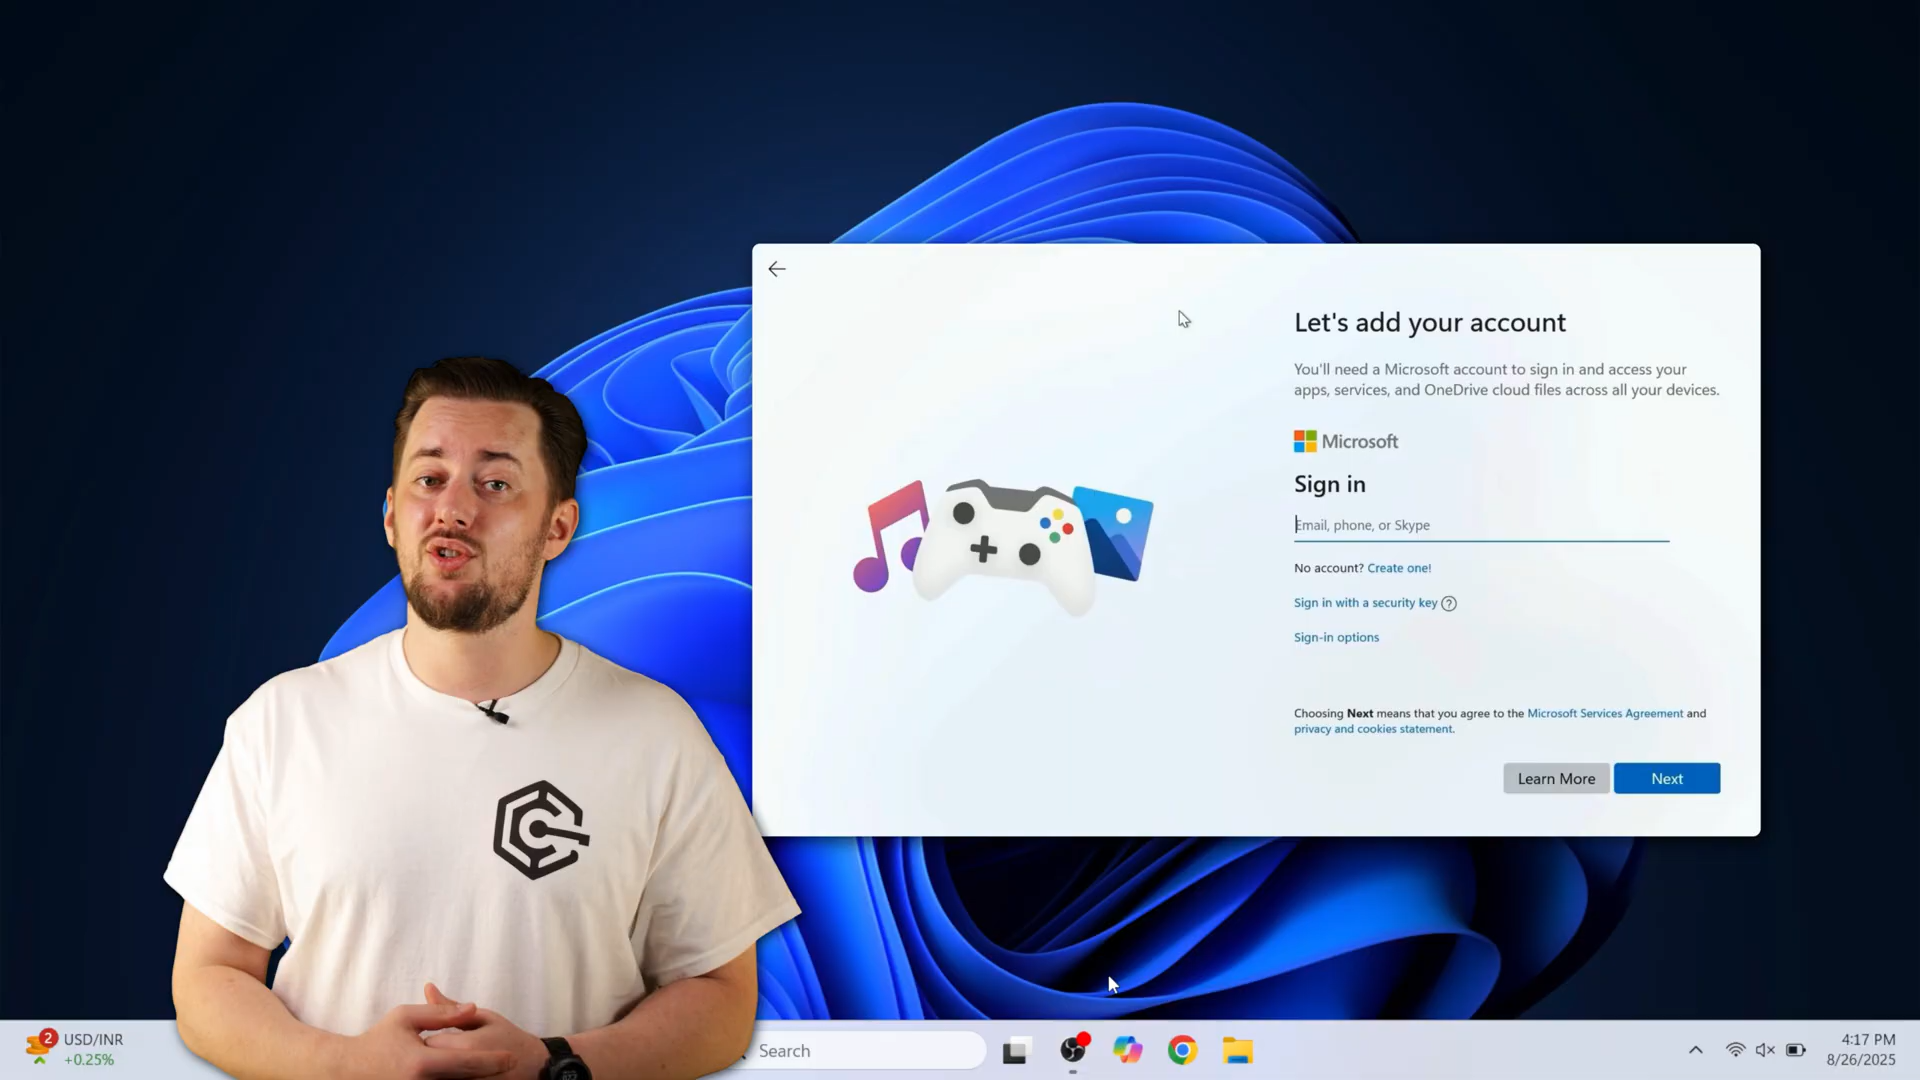 Let's add your account
You'll need a Microsoft account to sign in and access your
apps, services, and OneDrive cloud files across all your devices.
Microsoft
Sign in
Email, phone, or Skype
No account? Create one!
Sign in with a security key ?
Sign-in options
Choosing Next means that you agree to the Microsoft Services Agreement and
privacy and cookies statement.
Learn More
Next
2
USD/INR
+0.25%
Search
4:17 PM
8/26/2025